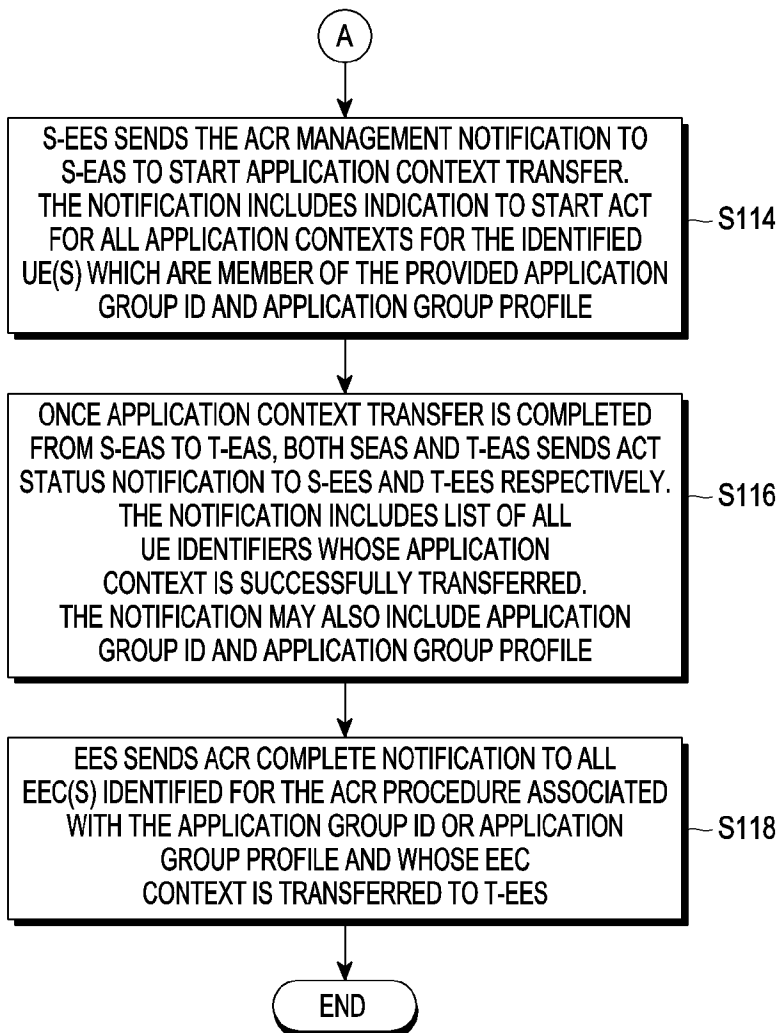 A
S-EES SENDS THE ACR MANAGEMENT NOTIFICATION TO
S-EAS TO START APPLICATION CONTEXT TRANSFER.
THE NOTIFICATION INCLUDES INDICATION TO START ACT
FOR ALL APPLICATION CONTEXTS FOR THE IDENTIFIED
UE(S) WHICH ARE MEMBER OF THE PROVIDED APPLICATION
GROUP ID AND APPLICATION GROUP PROFILE
S114
ONCE APPLICATION CONTEXT TRANSFER IS COMPLETED
FROM S-EAS TO T-EAS, BOTH SEAS AND T-EAS SENDS ACT
STATUS NOTIFICATION TO S-EES AND T-EES RESPECTIVELY.
THE NOTIFICATION INCLUDES LIST OF ALL
UE IDENTIFIERS WHOSE APPLICATION
CONTEXT IS SUCCESSFULLY TRANSFERRED.
THE NOTIFICATION MAY ALSO INCLUDE APPLICATION
GROUP ID AND APPLICATION GROUP PROFILE
S116
EES SENDS ACR COMPLETE NOTIFICATION TO ALL
EEC(S) IDENTIFIED FOR THE ACR PROCEDURE ASSOCIATED
WITH THE APPLICATION GROUP ID OR APPLICATION
GROUP PROFILE AND WHOSE EEC
CONTEXT IS TRANSFERRED TO T-EES
S118
END